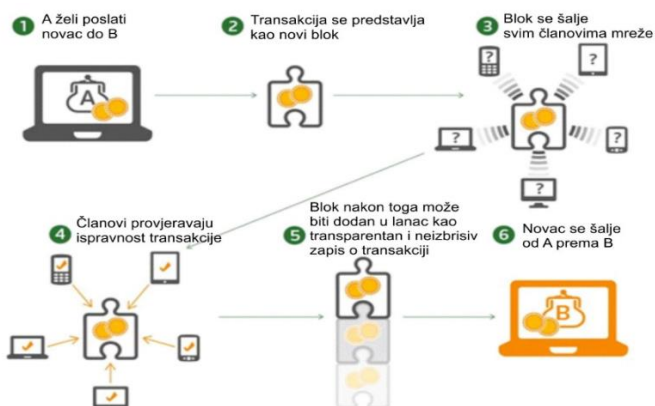 1 A želi poslati
novac do B
2 Transakcija se predstavlja
kao novi blok
3 Blok se šalje
svim članovima mreže
A
?
?
?
?
?
4 Članovi provjeravaju
ispravnost transakcije
5 Blok nakon toga može
biti dodan u lanac kao
transparentan i neizbrisiv
zapis o transakciji
6 Novac se šalje
od A prema B
B